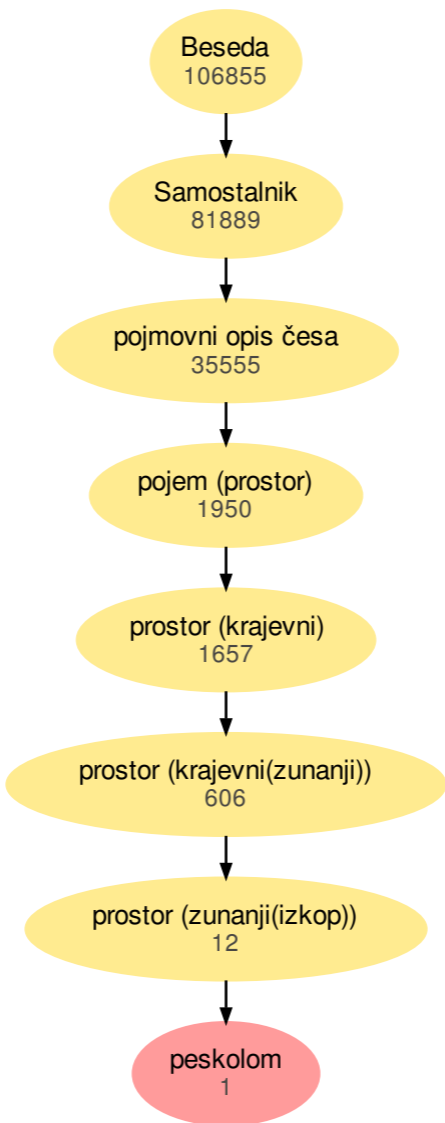 Beseda
106855
Samostalnik
81889
pojmovni opis česa
35555
pojem (prostor)
1950
prostor (krajevni)
1657
prostor (krajevni(zunanji))
606
prostor (zunanji(izkop))
12
peskolom
1